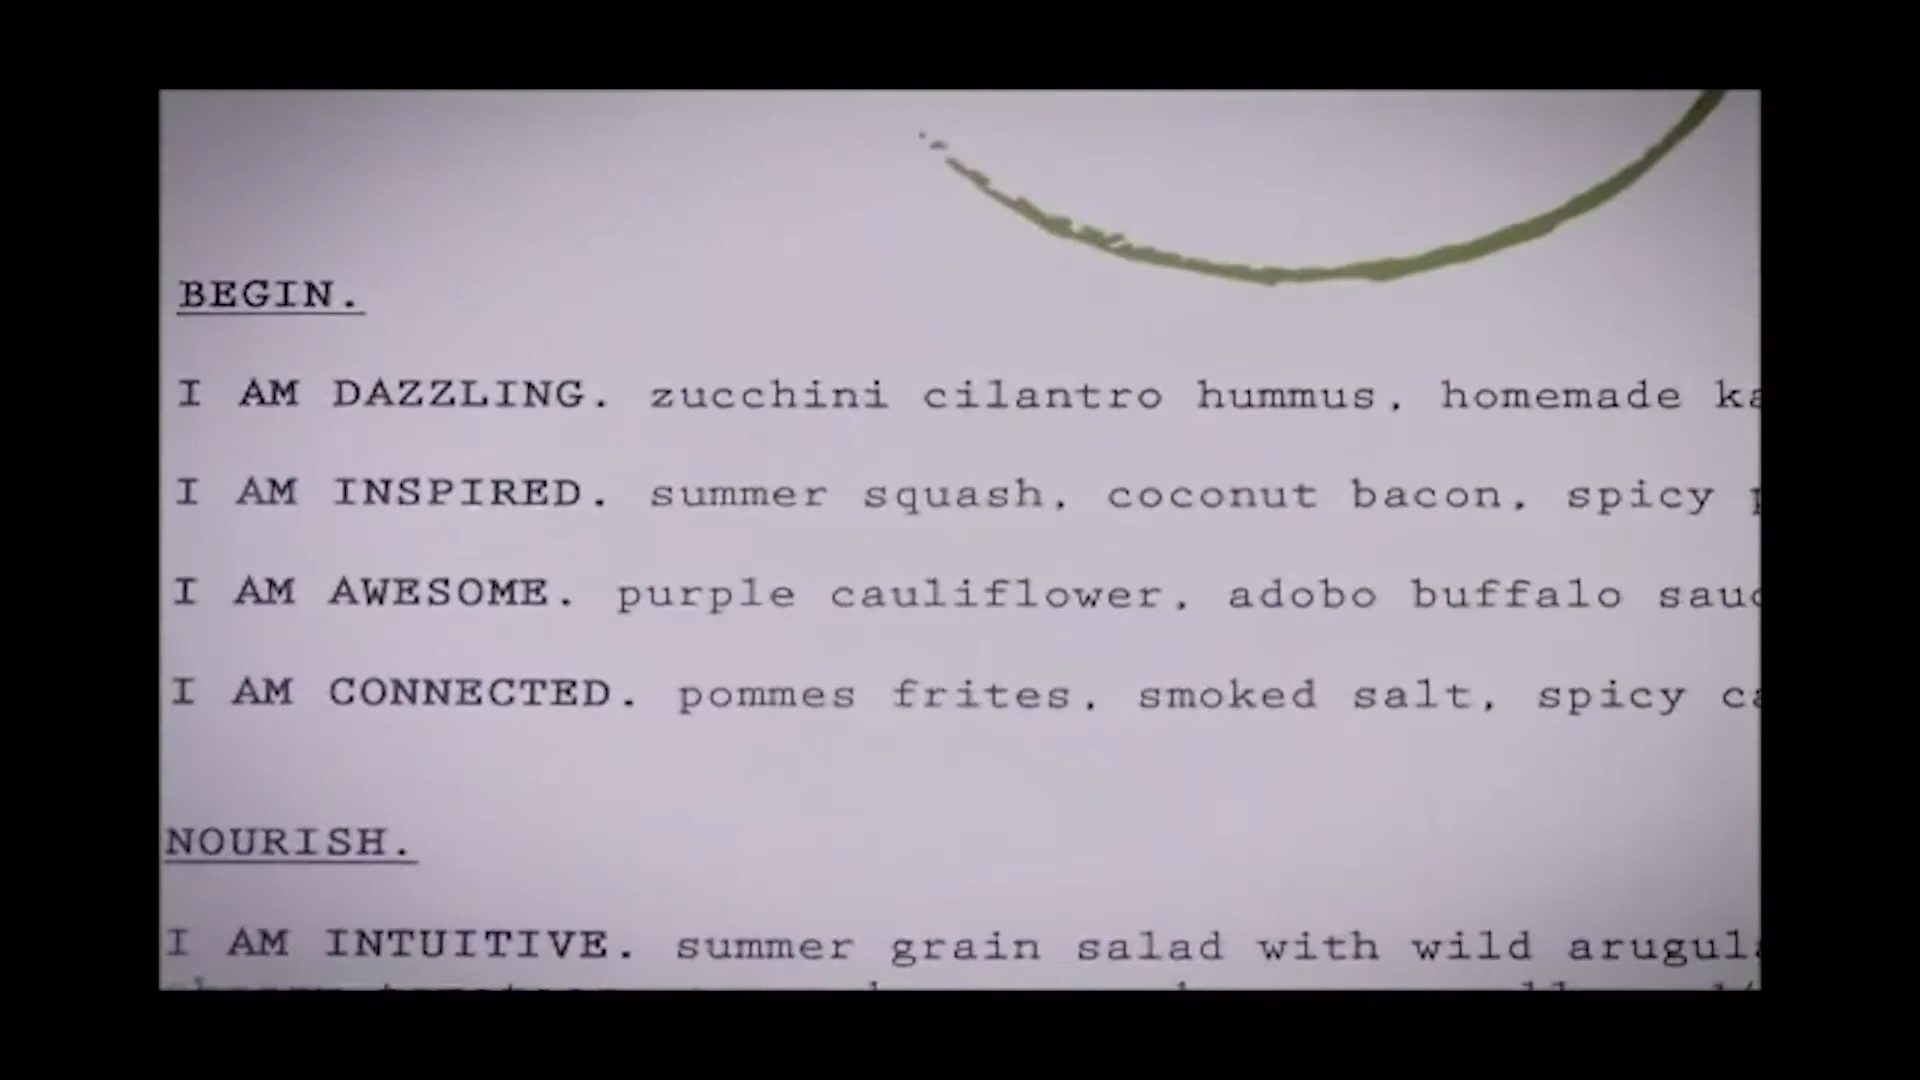 BEGIN.
I AM DAZZLING. zucchini cilantro hummus, homemade
I AM INSPIRED. summer squash, coconut bacon, spicy
I AM AWESOME. purple cauliflower, adobo buffalo
I AM CONNECTED. pommes frites, smoked salt, spicy
NOURISH.
I AM INTUITIVE. summer grain salad with wild